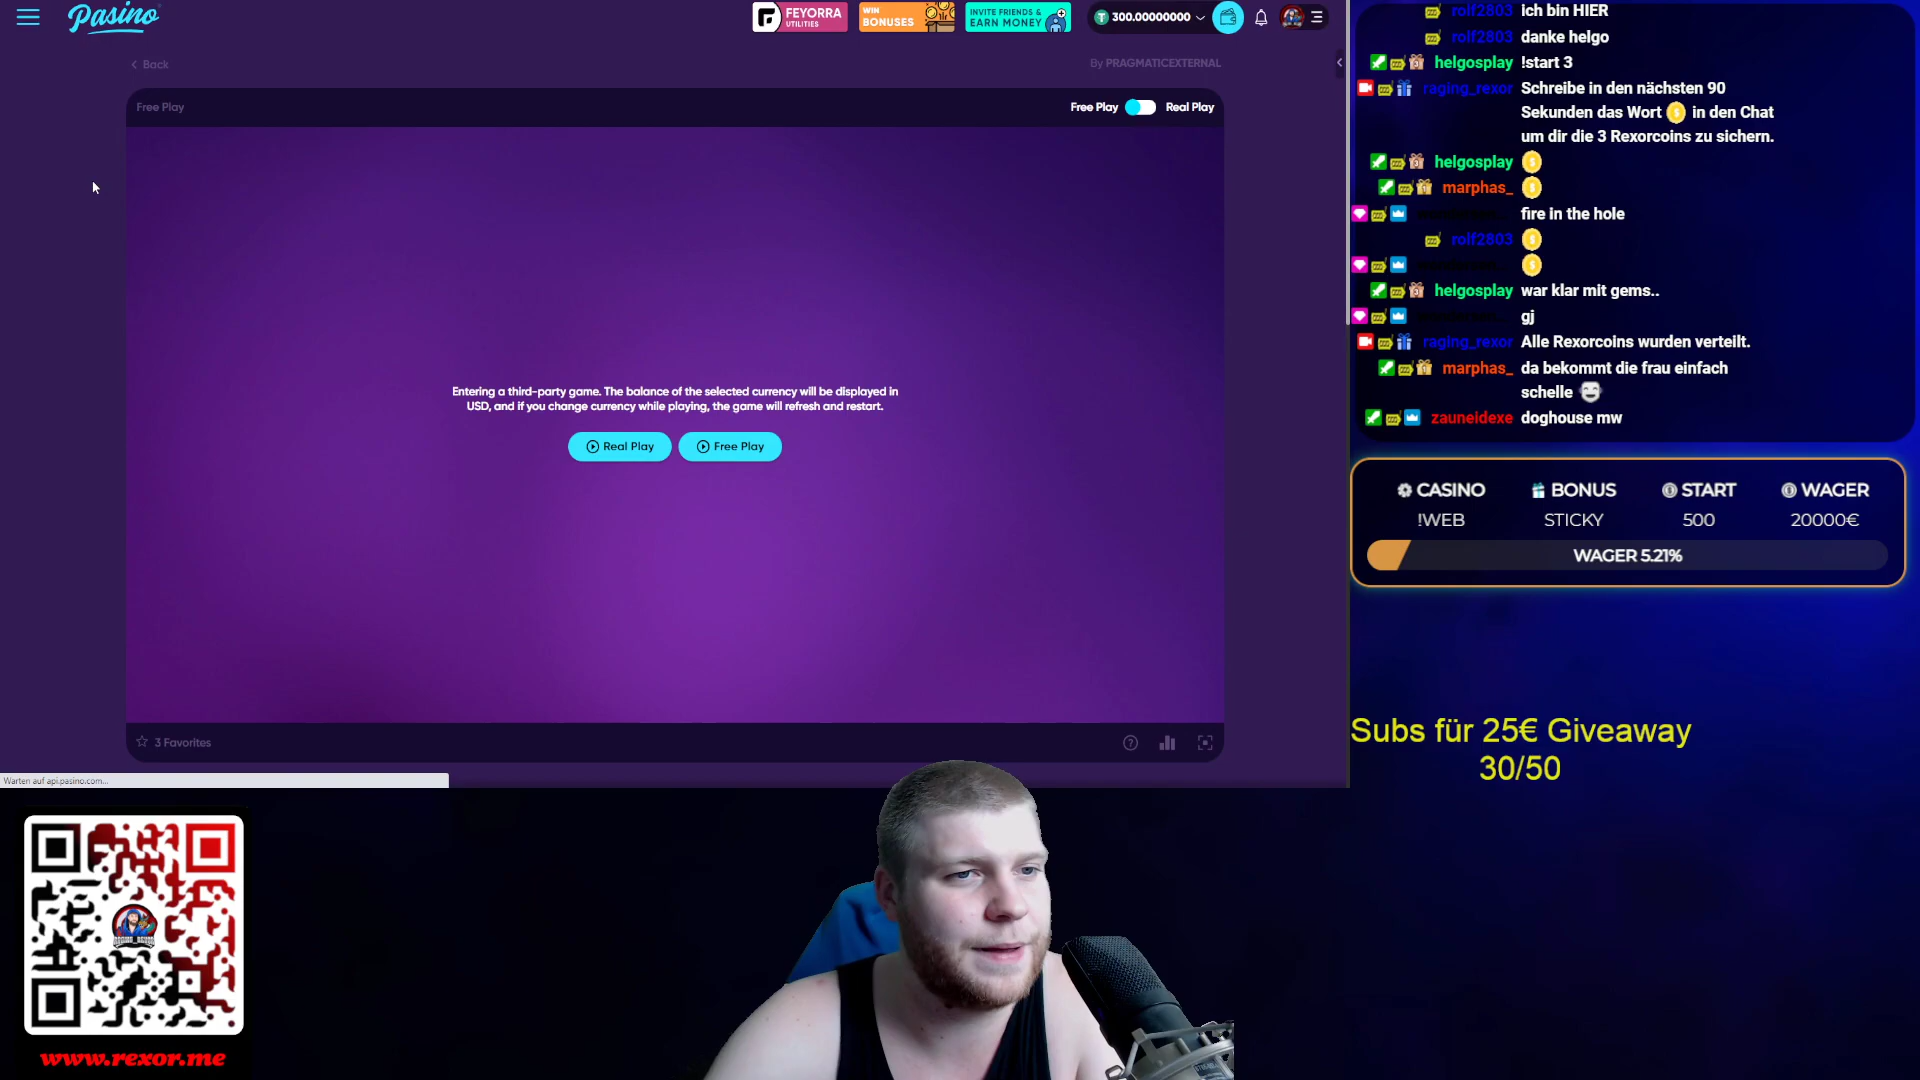 Pasino
FEYORRA
UTILITIES
WIN
BONUSES
INVITE FRIENDS &
EARN MONEY
300.00000000
Back
By PRAGMATICEXTERNAL
Free Play
Free Play Real Play
Entering a third-party game. The balance of the selected currency will be displayed in
USD, and if you change currency while playing, the game will refresh and restart.
Real Play
Free Play
3 Favorites
Warten auf api.pasino.com...
rolf2803 ich bin HIER
rolf2803 danke helgo
helgosplay !start 3
raging_rexor Schreibe in den nächsten 90
Sekunden das Wort in den Chat
um dir die 3 Rexorcoins zu sichern.
helgosplay
marphas_
fire in the hole
rolf2803
helgosplay war klar mit gems..
gj
raging_rexor Alle Rexorcoins wurden verteilt.
marphas_ da bekommt die frau einfach
schelle
zauneidexe doghouse mw
CASINO BONUS START WAGER
!WEB STICKY 500 20000€
WAGER 5.21%
Subs für 25€ Giveaway
30/50
www.rexor.me